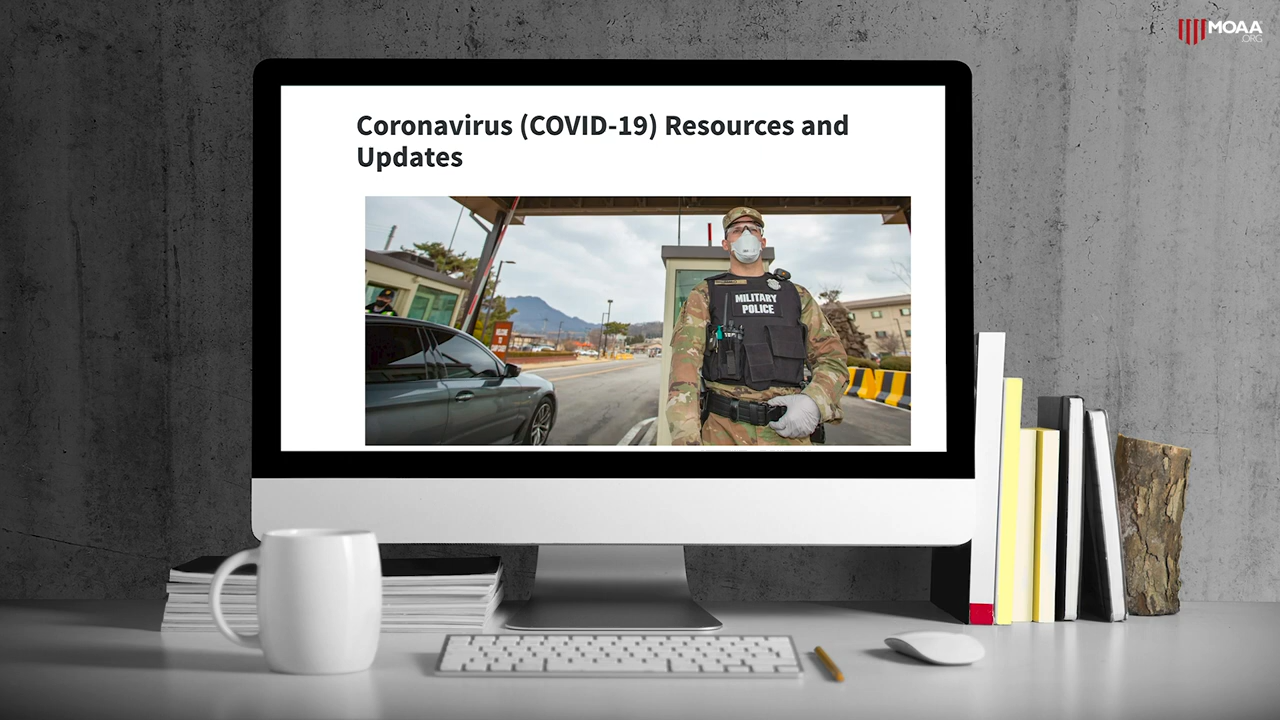 MOAA
.ORG
Coronavirus (COVID-19) Resources and
Updates
MILITARY
POLICE